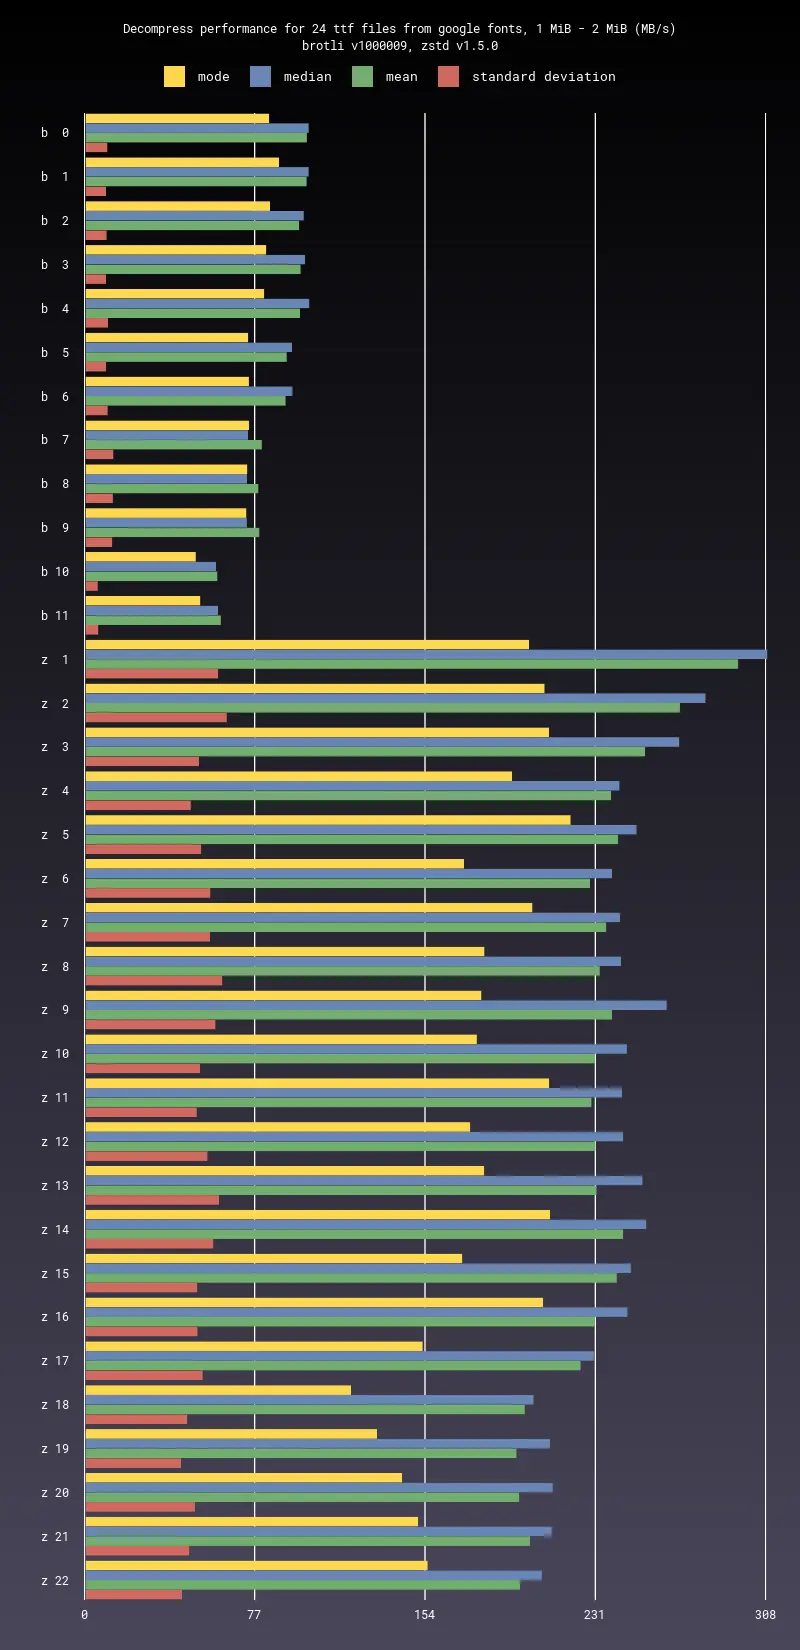 Decompress performance for 24 ttf files from google fonts, 1 MiB - 2 MiB (MB/s)
brotli v1000009, zstd v1.5.0
mode median mean standard deviation
b 0
b 1
b 2
b 3
b 4
b 5
b 6
b 7
b 8
b 9
b 10
b 11
z 1
z 2
z 3
z 4
z 5
z 6
z 7
z 8
z 9
z 10
z 11
z 12
z 13
z 14
z 15
z 16
z 17
z 18
z 19
z 20
z 21
z 22
0 77 154 231 308